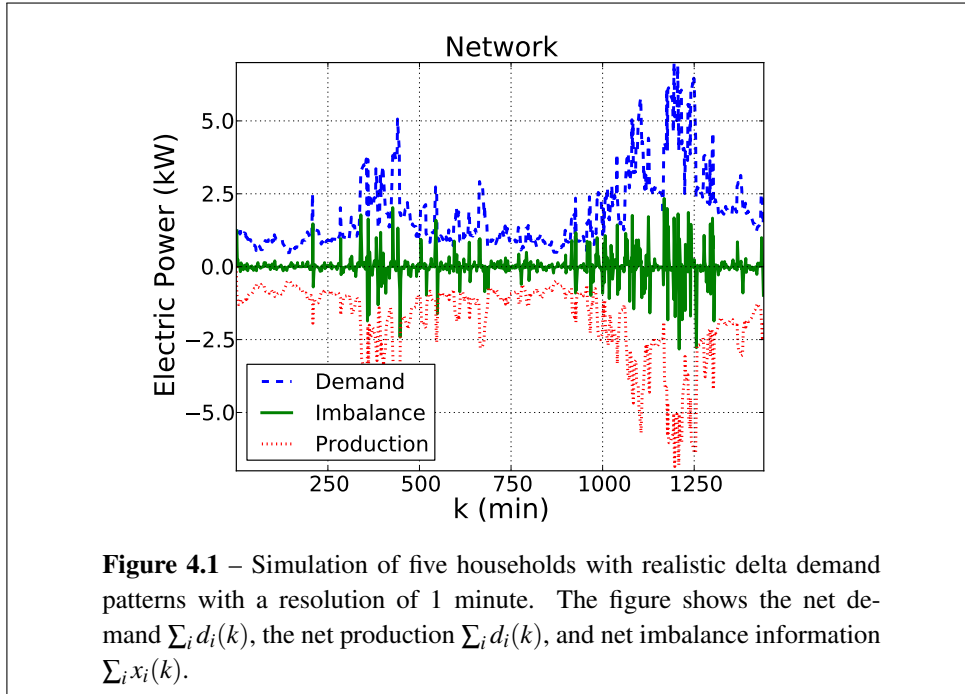 Network
Electric Power (kW)
5.0
2.5
0.0
−2.5
−5.0
Demand
Imbalance
Production
250 500 750 1000 1250
k (min)
Figure 4.1 – Simulation of five households with realistic delta demand
patterns with a resolution of 1 minute. The figure shows the net de-
mand ∑ᵢ dᵢ(k), the net production ∑ᵢ dᵢ(k), and net imbalance information
∑ᵢ xᵢ(k).